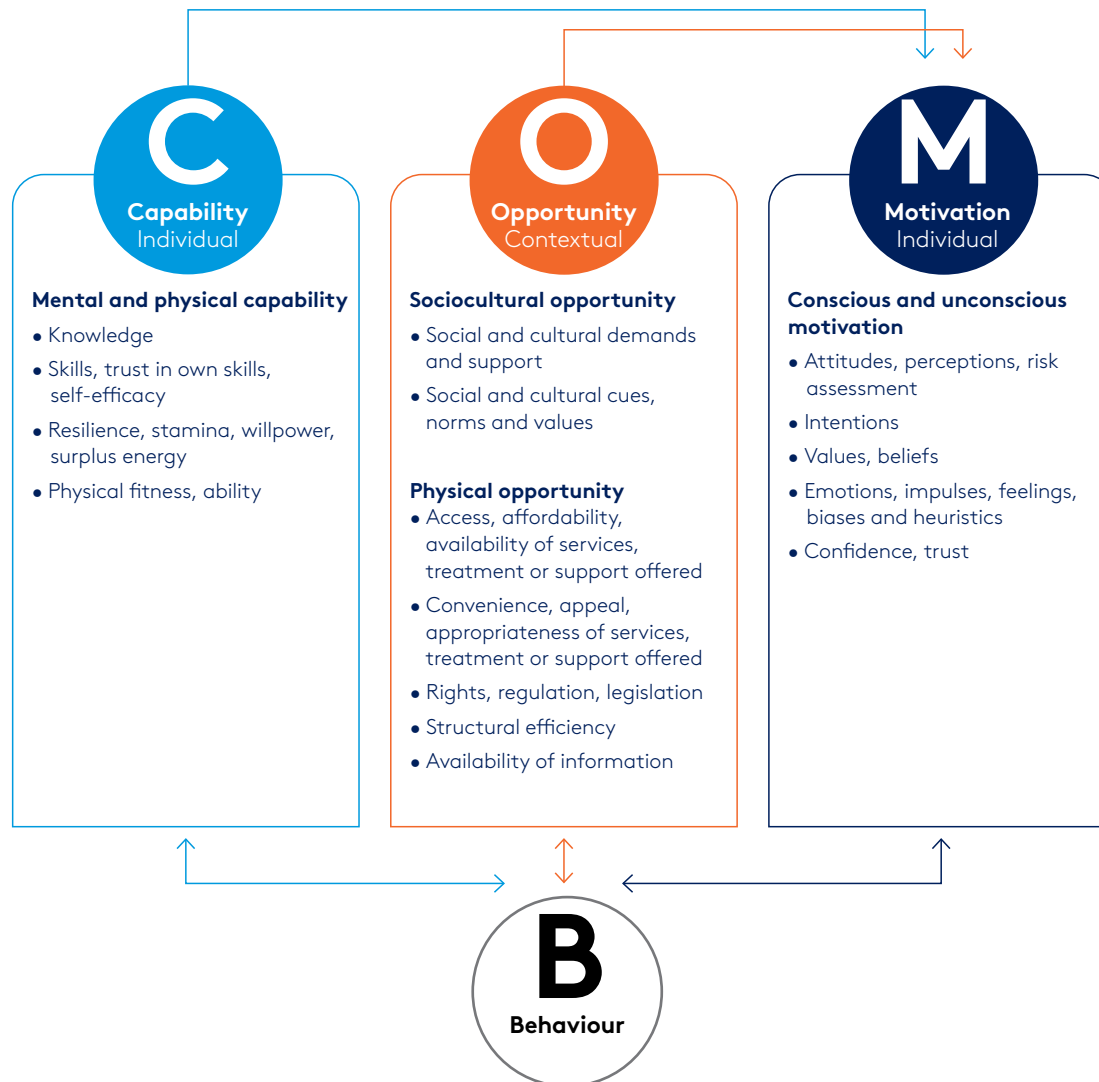 C
Capability
Individual
Mental and physical capability
• Knowledge
• Skills, trust in own skills,
self-efficacy
• Resilience, stamina, willpower,
surplus energy
• Physical fitness, ability
O
Opportunity
Contextual
Sociocultural opportunity
• Social and cultural demands
and support
• Social and cultural cues,
norms and values
Physical opportunity
• Access, affordability,
availability of services,
treatment or support offered
• Convenience, appeal,
appropriateness of services,
treatment or support offered
• Rights, regulation, legislation
• Structural efficiency
• Availability of information
M
Motivation
Individual
Conscious and unconscious
motivation
• Attitudes, perceptions, risk
assessment
• Intentions
• Values, beliefs
• Emotions, impulses, feelings,
biases and heuristics
• Confidence, trust
B
Behaviour